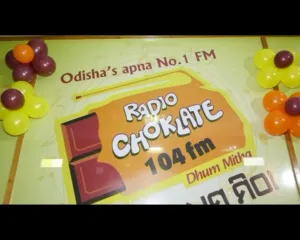 Odisha's apna No.1 FM
RADIO
CHOKLATE
104 fm
Dhum Mitha
ଧୁମ୍ ମିଠା